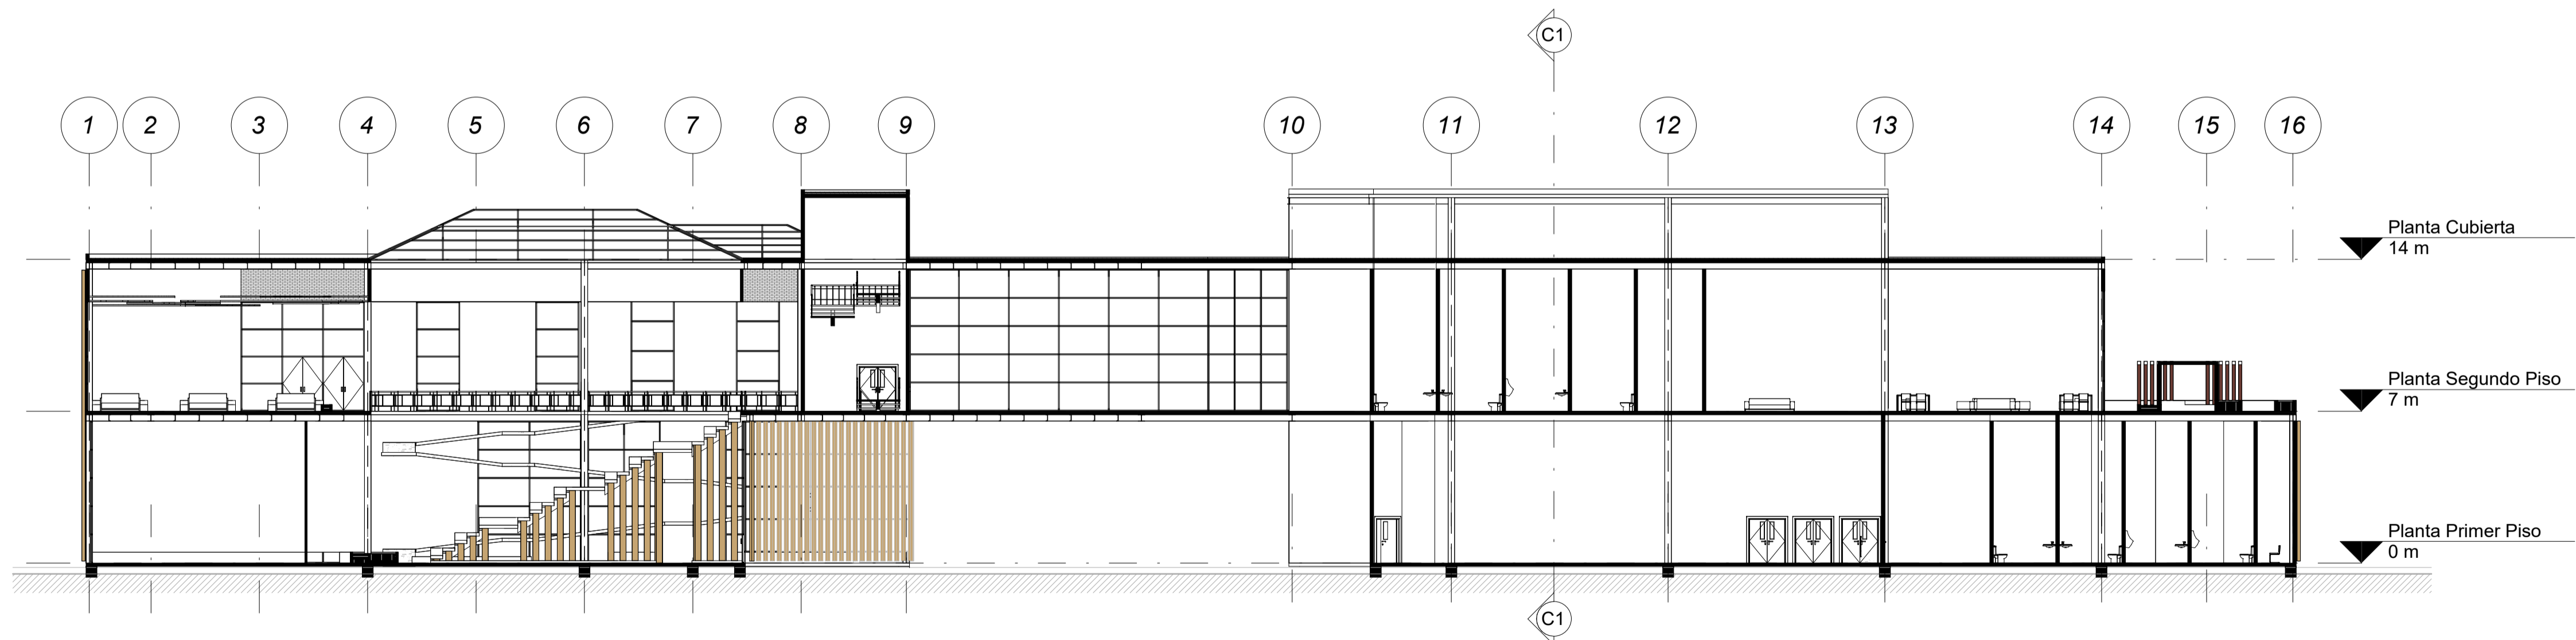 C1
1 2 3 4 5 6 7 8 9 10 11 12 13 14 15 16
Planta Cubierta
14 m
Planta Segundo Piso
7 m
Planta Primer Piso
0 m
C1